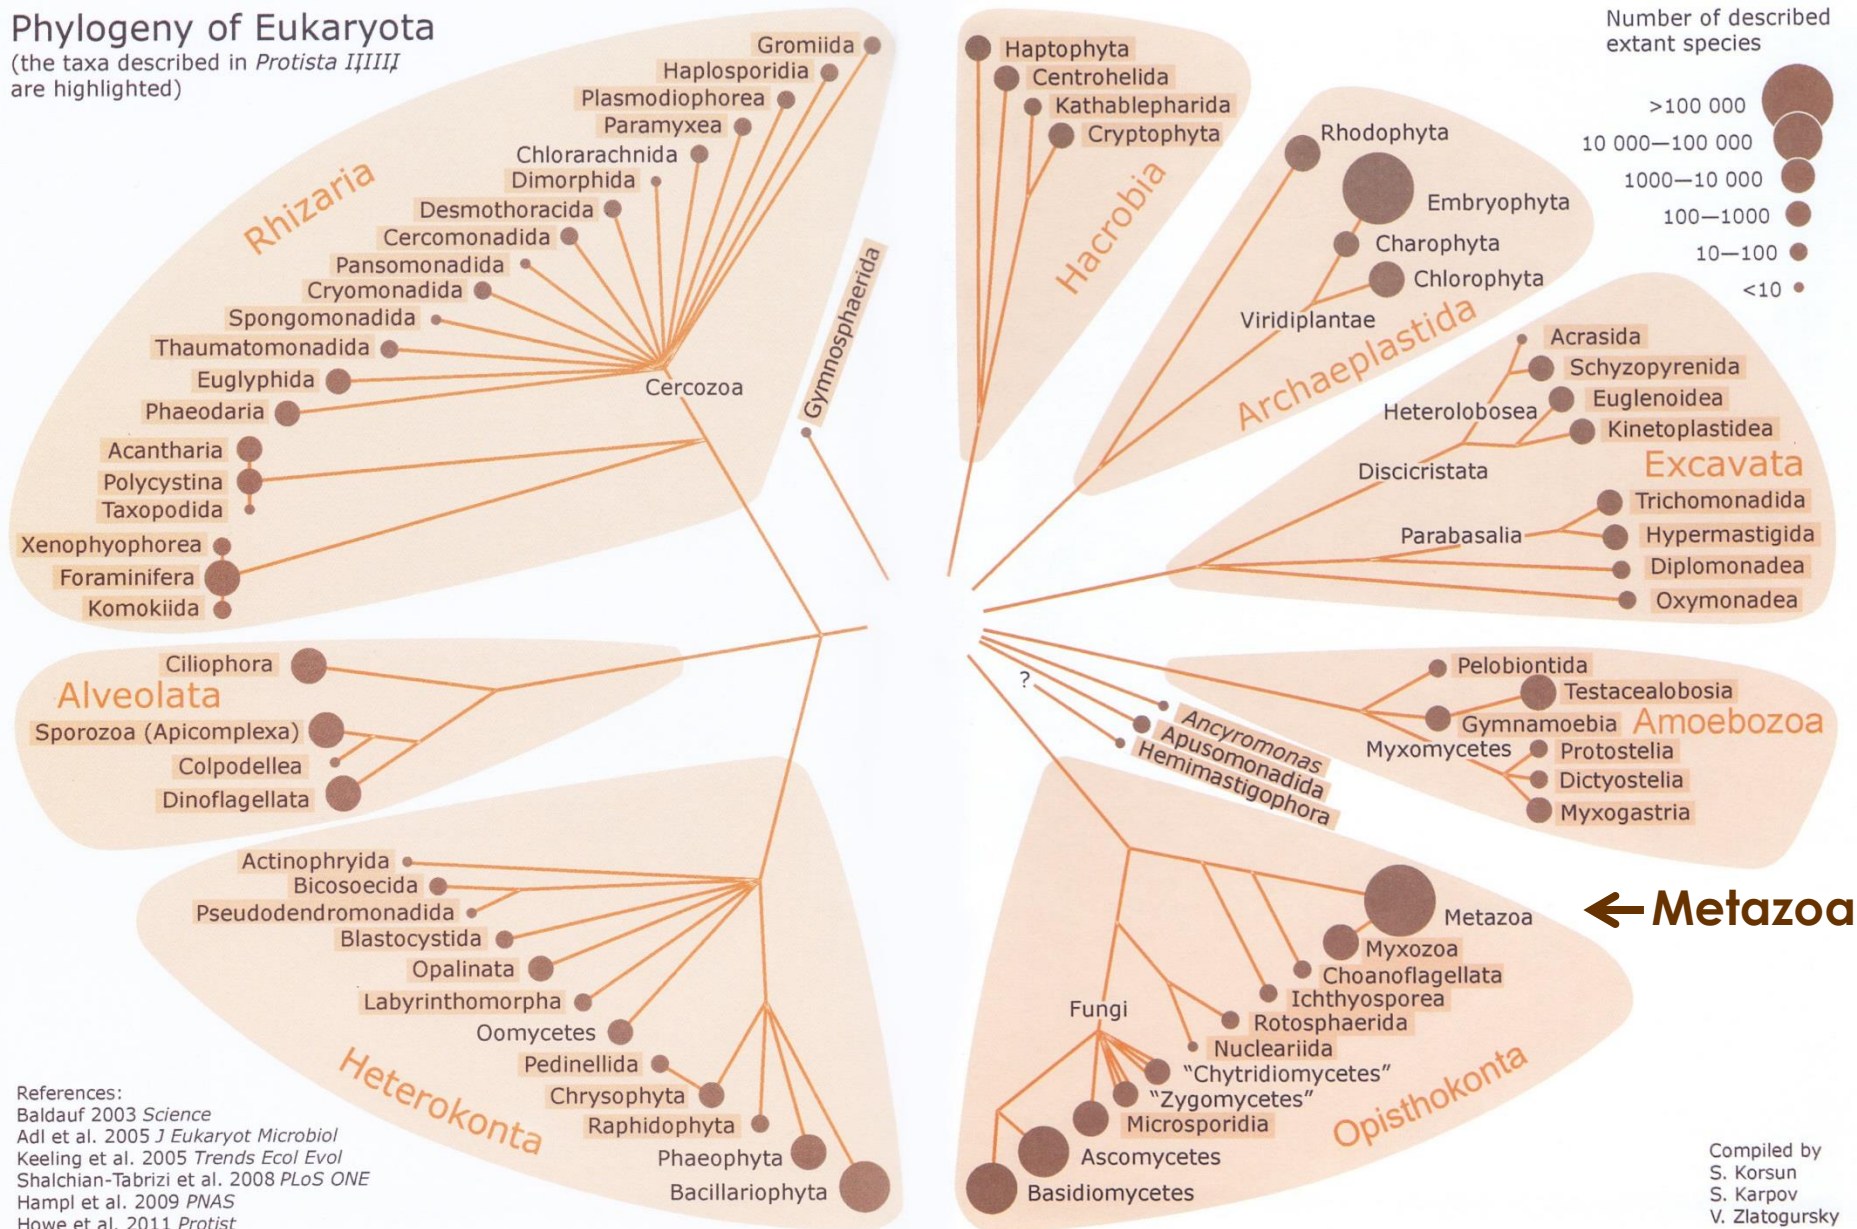 Phylogeny of Eukaryota
(the taxa described in Protista I,II,III,
are highlighted)
Number of described
extant species
>100 000
10 000—100 000
1000—10 000
100—1000
10—100
<10
Rhizaria
Gromiida
Haplosporidia
Plasmodiophorea
Paramyxea
Chlorarachnida
Dimorphida
Desmothoracida
Cercomonadida
Pansomonadida
Cryomonadida
Spongomonadida
Thaumatomonadida
Euglyphida
Phaeodaria
Cercozoa
Acantharia
Polycystina
Taxopodida
Xenophyophorea
Foraminifera
Komokiida
Gymnosphaerida
Haptophyta
Centrohelida
Kathablepharida
Cryptophyta
Hacrobia
Rhodophyta
Embryophyta
Charophyta
Chlorophyta
Viridiplantae
Archaeplastida
Acrasida
Schyzopyrenida
Euglenoidea
Heterolobosea
Kinetoplastidea
Excavata
Discicristata
Trichomonadida
Parabasalia
Hypermastigida
Diplomonadea
Oxymonadea
Ciliophora
Alveolata
Sporozoa (Apicomplexa)
Colpodellea
Dinoflagellata
?
Ancyromonas
Apusomonadida
Hemimastigophora
Pelobiontida
Testacealobosia
Gymnamoebia
Amoebozoa
Myxomycetes
Protostelia
Dictyostelia
Myxogastria
Actinophryida
Bicosoecida
Pseudodendromonadida
Blastocystida
Opalinata
Labyrinthomorpha
Oomycetes
Pedinellida
Chrysophyta
Raphidophyta
Phaeophyta
Bacillariophyta
Heterokonta
Metazoa
Metazoa
Myxozoa
Choanoflagellata
Ichthyosporea
Rotosphaerida
Nucleariida
Fungi
“Chytridiomycetes”
“Zygomycetes”
Microsporidia
Ascomycetes
Basidiomycetes
Opisthokonta
References:
Baldauf 2003 Science
Adl et al. 2005 J Eukaryot Microbiol
Keeling et al. 2005 Trends Ecol Evol
Shalchian-Tabrizi et al. 2008 PLoS ONE
Hampl et al. 2009 PNAS
Howe et al. 2011 Protist
Compiled by
S. Korsun
S. Karpov
V. Zlatogursky